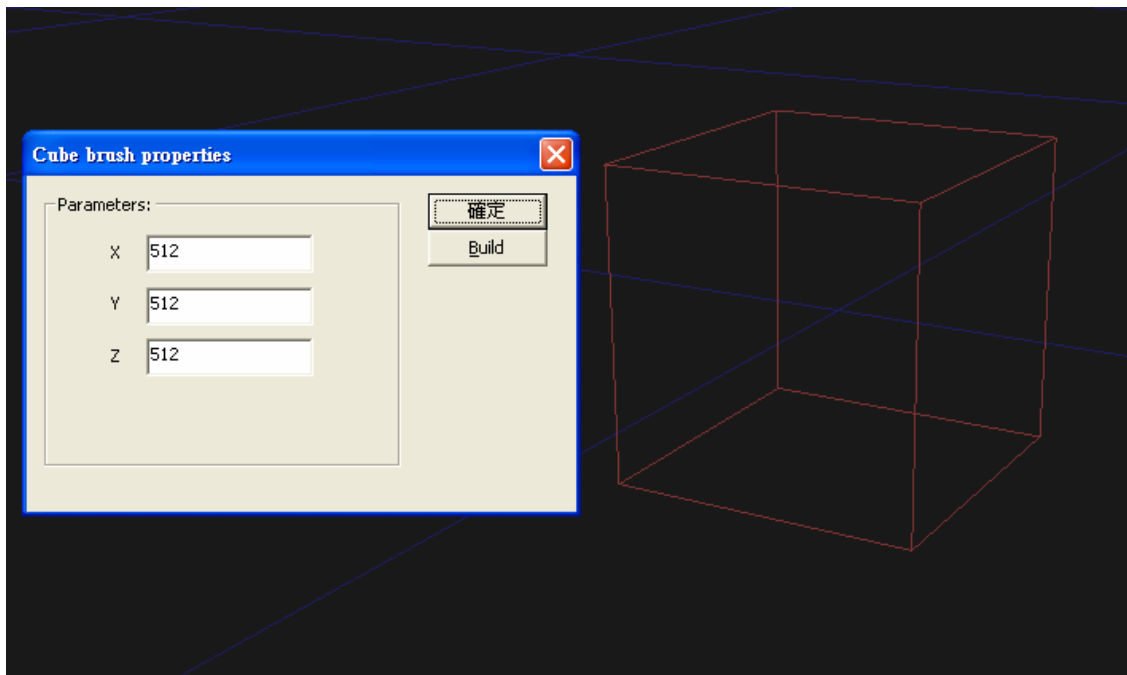 Cube brush properties
Parameters:
X 512
Y 512
Z 512
確定
Build